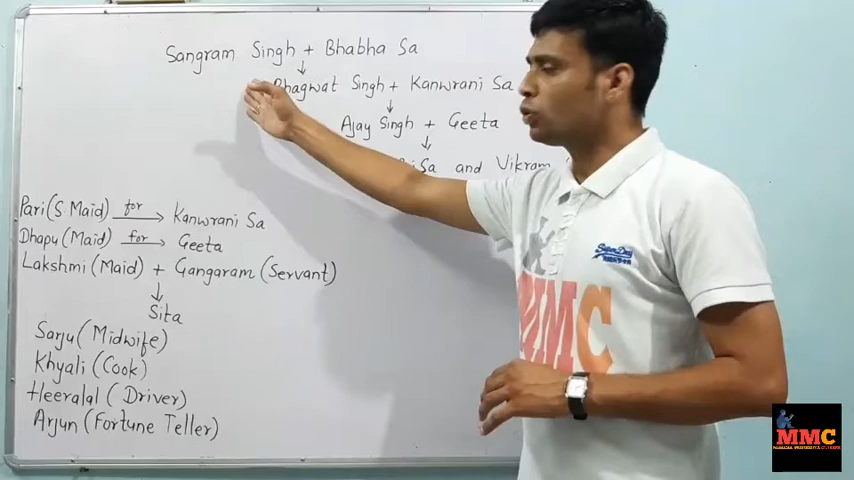 Sangram Singh + Bhabha Sa
Bhagwat Singh + Kanwrani Sa
Ajay Singh + Geeta
Sa and Vikram
Pari (S Maid) for Kanwrani Sa
Dhapu (Maid) for Geeta
Lakshmi (Maid) + Gangaram (Servant)
Sita
Sarju (Midwife)
Khyali (Cook)
Heeralal (Driver)
Arjun (Fortune Teller)
MMC
MMC